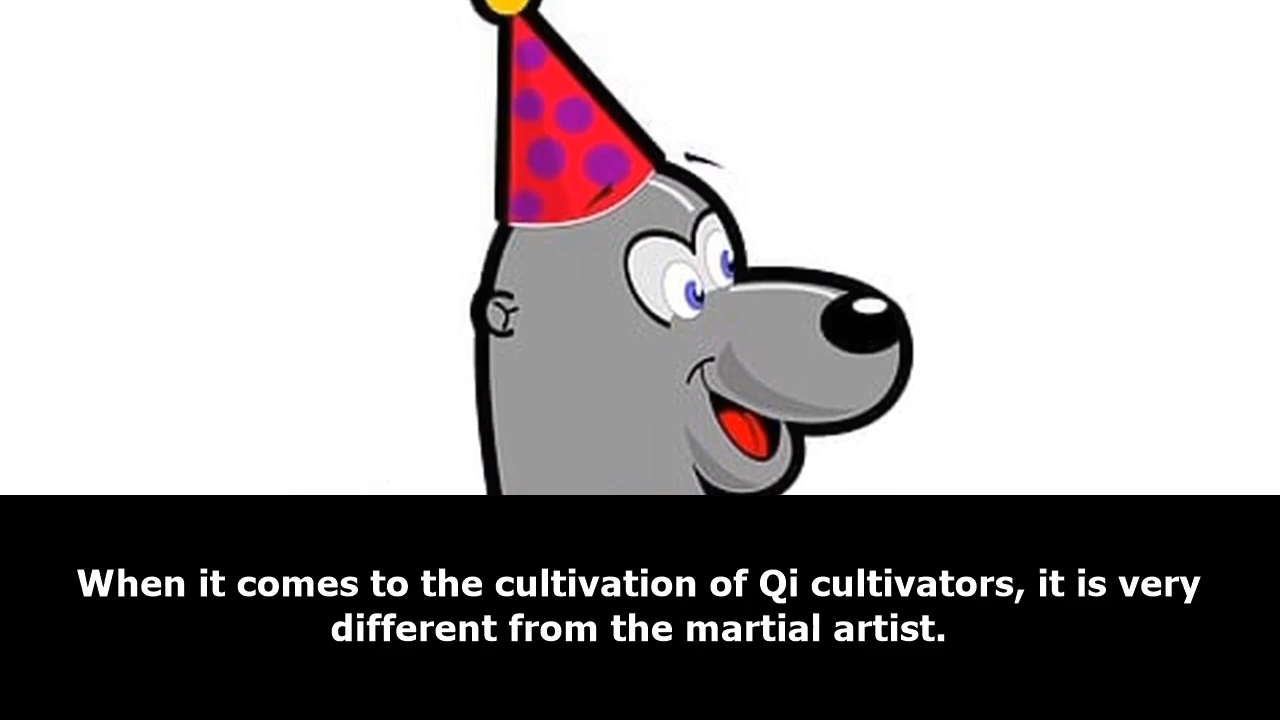 When it comes to the cultivation of Qi cultivators, it is very
different from the martial artist.